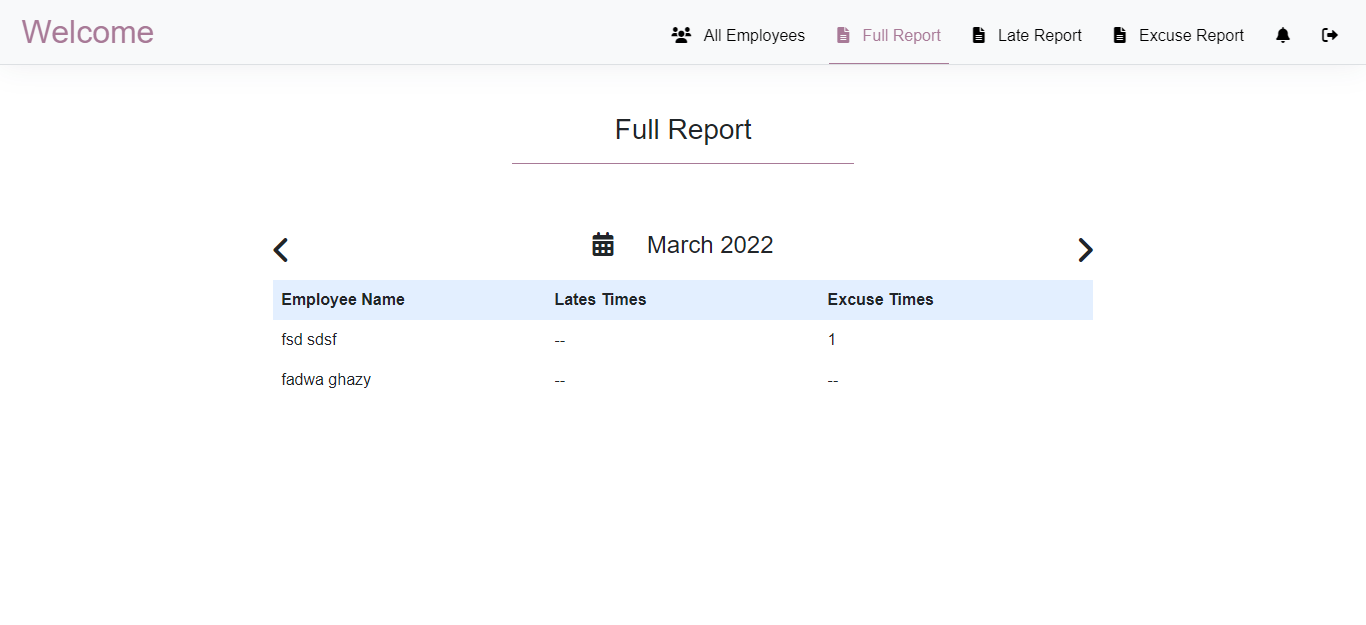 Welcome
All Employees Full Report Late Report Excuse Report
Full Report
March 2022
Employee Name Lates Times Excuse Times
fsd sdsf -- 1
fadwa ghazy -- --